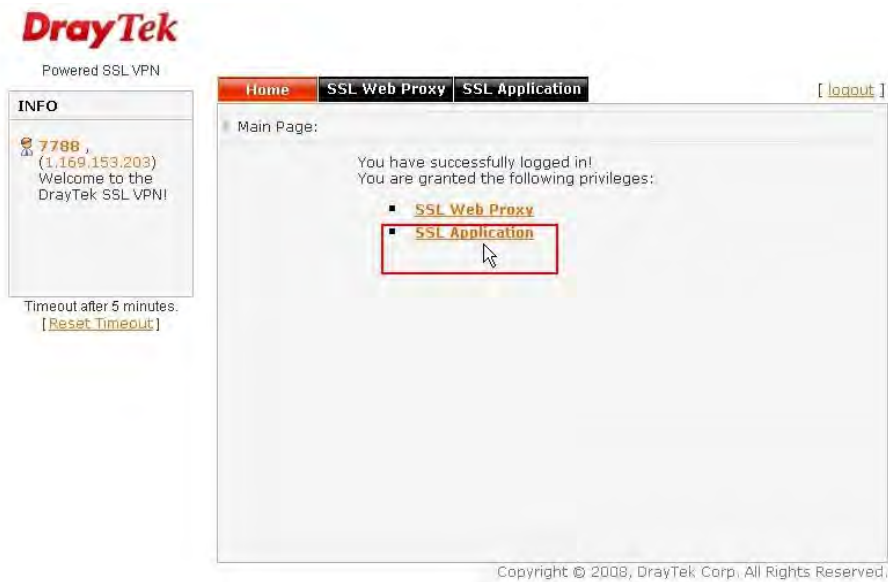 DrayTek
Powered SSL VPN
INFO
7788 ,
(1.169.153.203)
Welcome to the
DrayTek SSL VPN!
Timeout after 5 minutes.
[ Reset Timeout ]
Home SSL Web Proxy SSL Application [ logout ]
Main Page:
You have successfully logged in!
You are granted the following privileges:
SSL Web Proxy
SSL Application
Copyright © 2008, DrayTek Corp. All Rights Reserved.